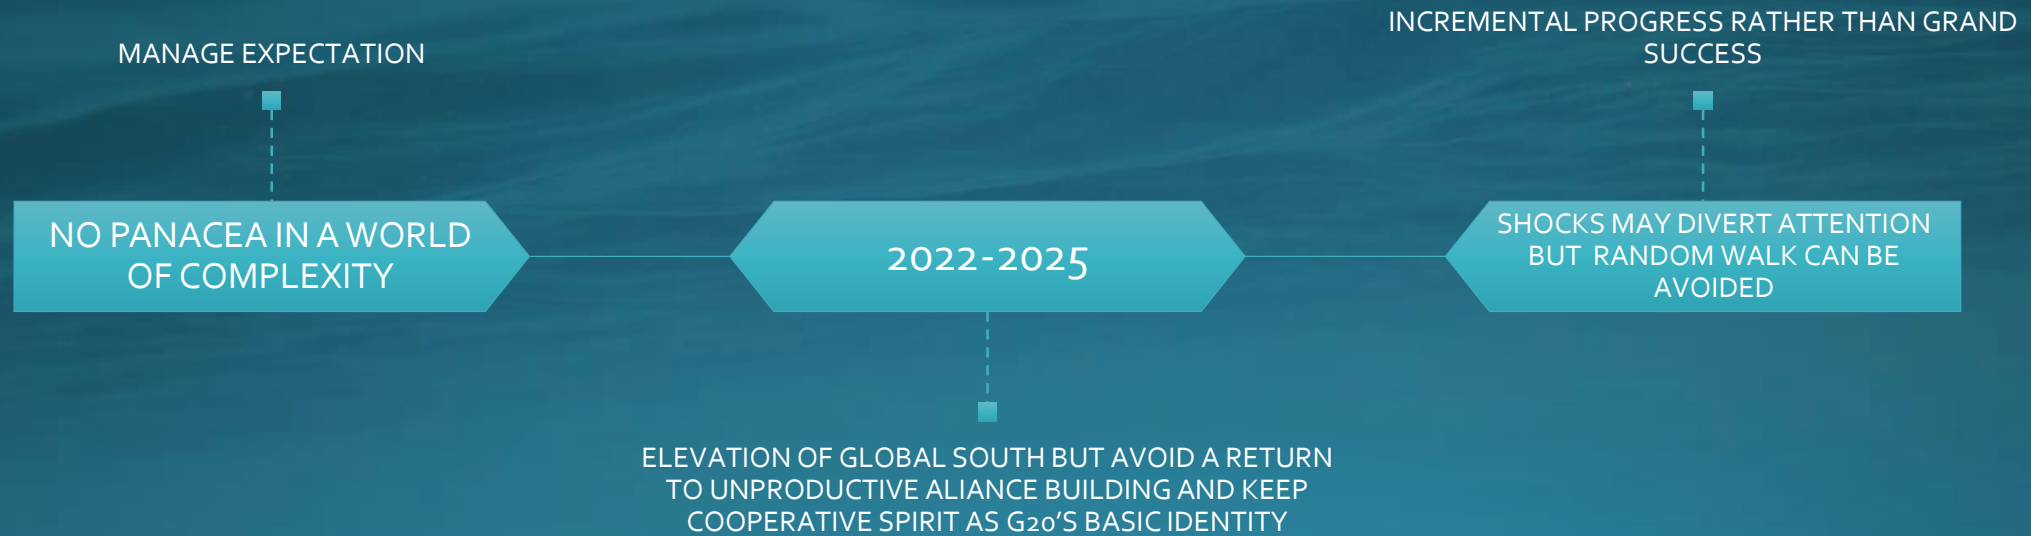 MANAGE EXPECTATION
INCREMENTAL PROGRESS RATHER THAN GRAND
SUCCESS
NO PANACEA IN A WORLD
OF COMPLEXITY
2022-2025
SHOCKS MAY DIVERT ATTENTION
BUT RANDOM WALK CAN BE
AVOIDED
ELEVATION OF GLOBAL SOUTH BUT AVOID A RETURN
TO UNPRODUCTIVE ALIANCE BUILDING AND KEEP
COOPERATIVE SPIRIT AS G20'S BASIC IDENTITY